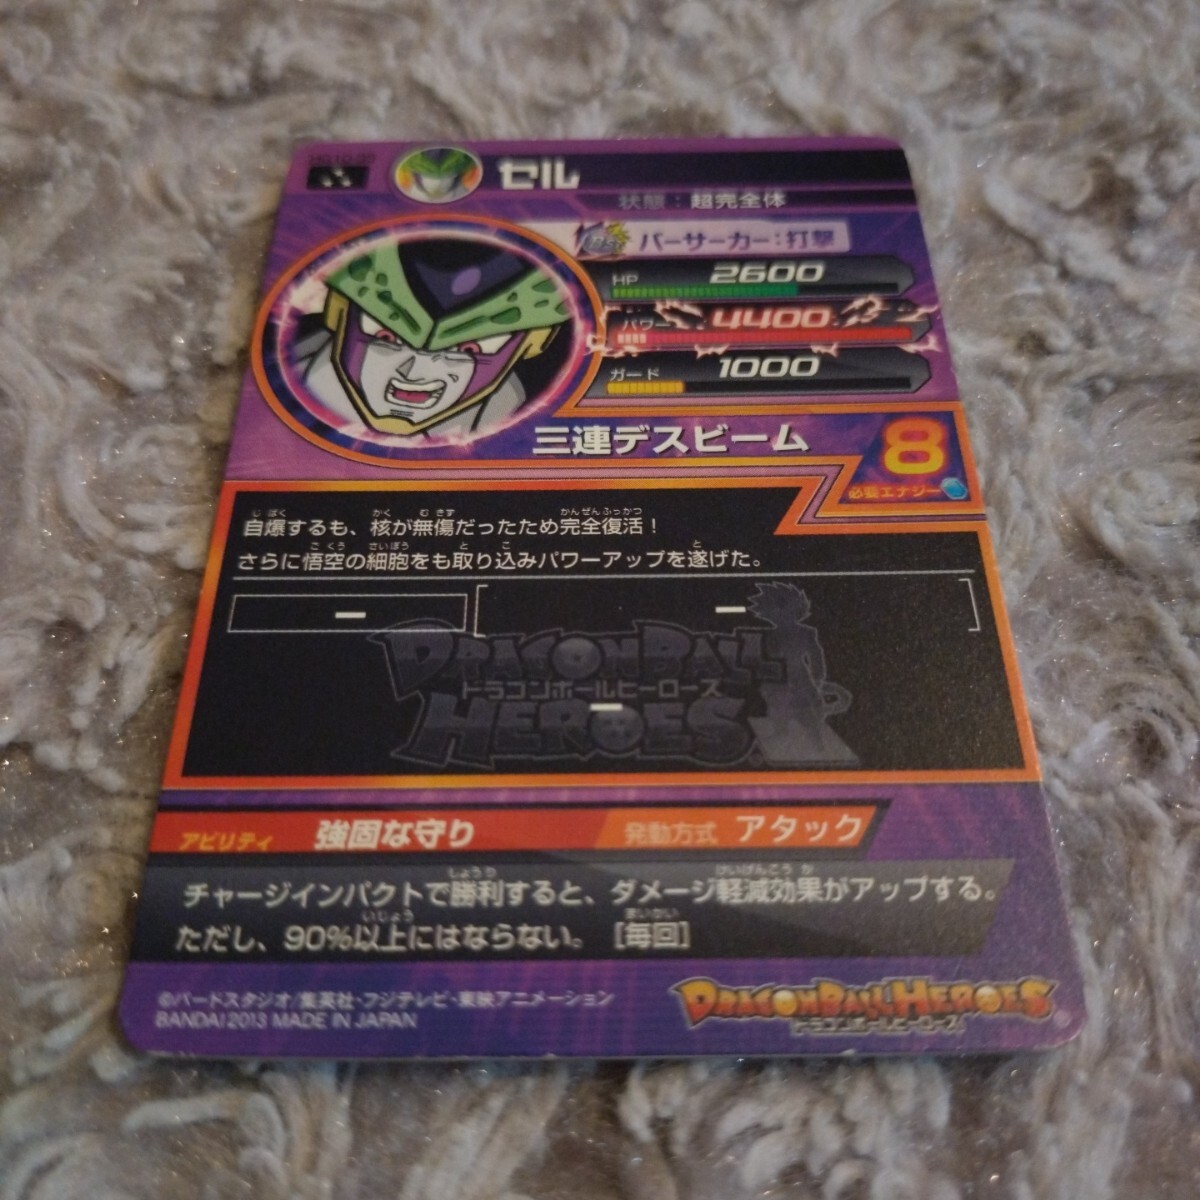 セル
状態：超完全体
バーサーカー：打撃
HP 2600
パワー 4400
ガード 1000
三連デスビーム
8
必要エナジー
自爆するも、核が無傷だったため完全復活！
さらに悟空の細胞をも取り込みパワーアップを遂げた。
ー
ー
DRAGON BALL
ドラゴンボールヒーローズ
ー
HEROES
アビリティ 強固な守り 発動方式 アタック
チャージインパクトで勝利すると、ダメージ軽減効果がアップする。
ただし、90%以上にはならない。［毎回］
©バードスタジオ/集英社・フジテレビ・東映アニメーション
BANDAI 2013 MADE IN JAPAN
DRAGON BALL HEROES
ドラゴンボールヒーローズ